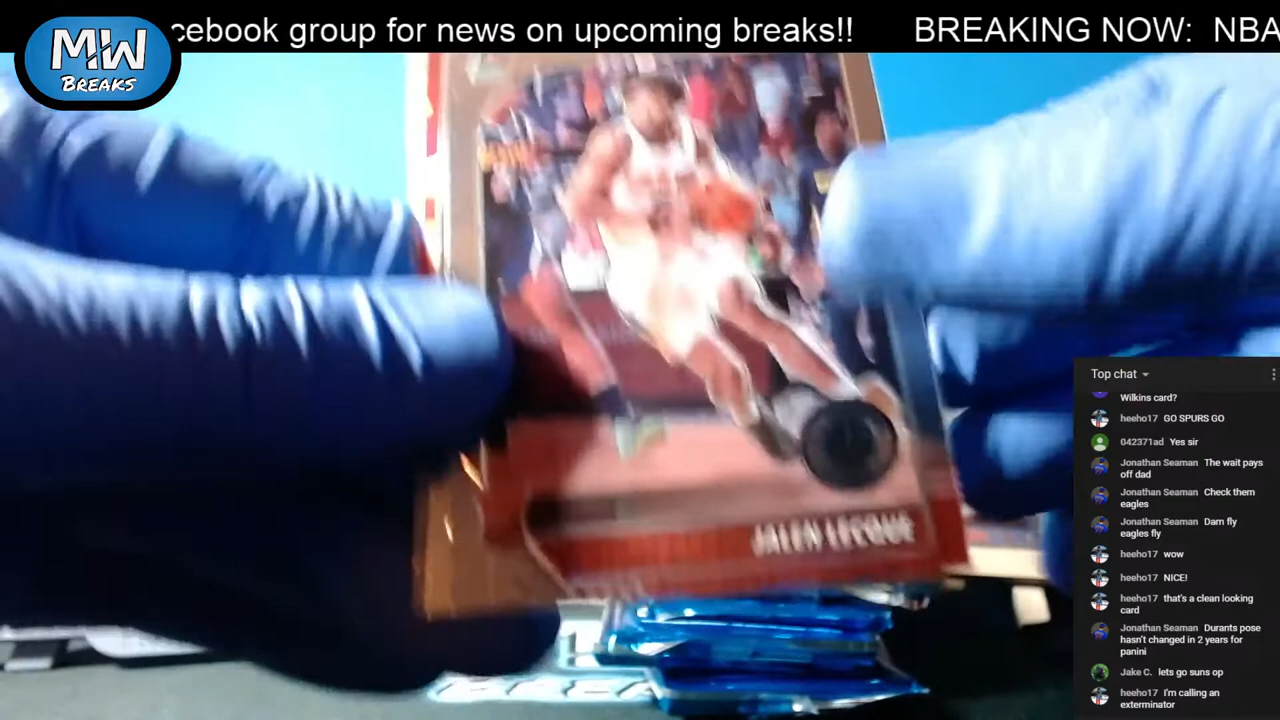 cebook group for news on upcoming breaks!! BREAKING NOW: NBA
MW
BREAKS
JALEN LECQUE
Top chat
Wilkins card?
heeho17 GO SPURS GO
042371ad Yes sir
Jonathan Seaman The wait pays
off dad
Jonathan Seaman Check them
eagles
Jonathan Seaman Darn fly
eagles fly
heeho17 wow
heeho17 NICE!
heeho17 that's a clean looking
card
Jonathan Seaman Durants pose
hasn't changed in 2 years for
panini
Jake C. lets go suns op
heeho17 I'm calling an
exterminator